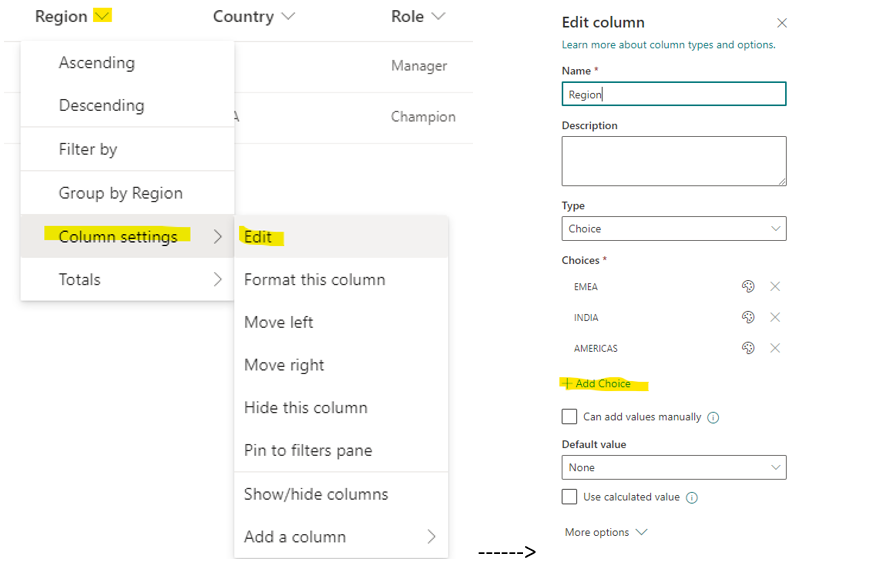 Region Country Role
Ascending
Manager
Descending
A Champion
Filter by
Group by Region
Column settings
Edit
Totals
Format this column
Move left
Move right
Hide this column
Pin to filters pane
Show/hide columns
Add a column
------>
Edit column
Learn more about column types and options.
Name *
Region
Description
Type
Choice
Choices *
EMEA
INDIA
AMERICAS
+ Add Choice
Can add values manually
Default value
None
Use calculated value
More options